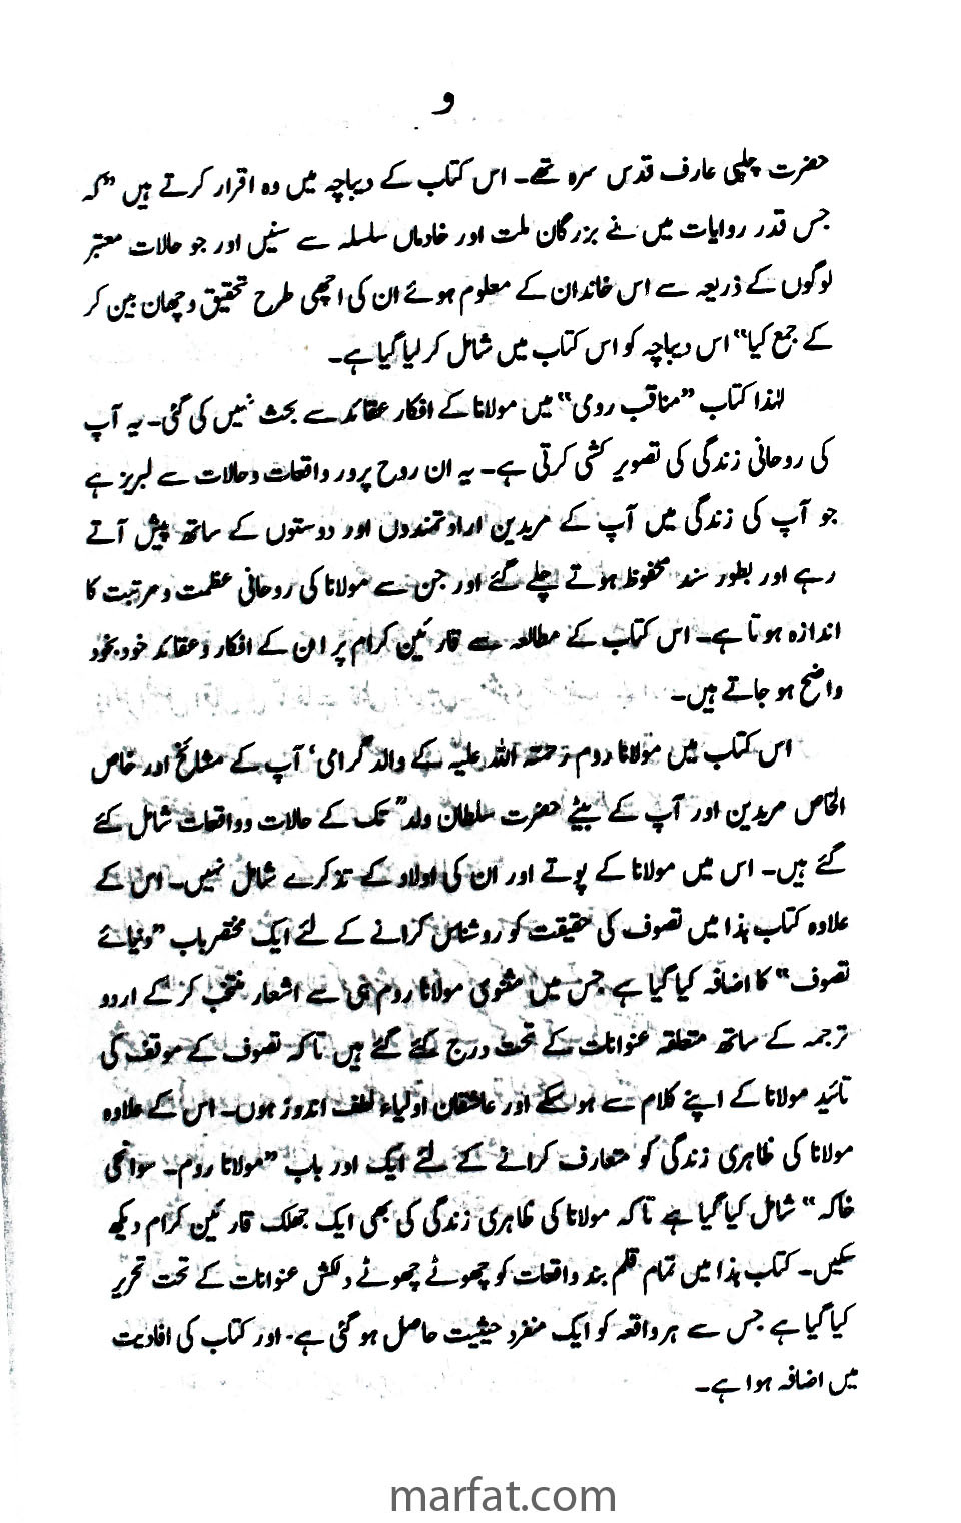 و
حضرت چلپی عارف قدس سرہ تھے۔ اس کتاب کے دیباچہ میں وہ اقرار کرتے ہیں ”کہ
جس قدر روایات میں نے بزرگان ملت اور خادماں سلسلہ سے سنیں اور جو حالات معتبر
لوگوں کے ذریعہ سے اس خاندان کے معلوم ہوئے ان کی اچھی طرح تحقیق و چھان بین کر
کے جمع کیا“ اس دیباچہ کو اس کتاب میں شامل کر لیا گیا ہے۔
لہٰذا کتاب ”مناقب رومی“ میں مولانا کے افکار عقائد سے بحث نہیں کی گئی۔ یہ آپ
کی روحانی زندگی کی تصویر کشی کرتی ہے۔ یہ ان روح پرور واقعات و حالات سے لبریز ہے
جو آپ کی زندگی میں آپ کے مریدین ارادتمندوں اور دوستوں کے ساتھ پیش آتے
رہے اور بطور سند محفوظ ہوتے چلے گئے اور جن سے مولانا کی روحانی عظمت و مرتبت کا
اندازہ ہوتا ہے۔ اس کتاب کے مطالعہ سے قارئین کرام پر ان کے افکار و عقائد خود بخود
واضح ہو جاتے ہیں۔
اس کتاب میں مولانا روم رحمتہ اللہ علیہ کے والد گرامی‘ آپ کے مشائخ اور خاص
الخاص مریدین اور آپ کے بیٹے حضرت سلطان ولدؒ تک کے حالات و واقعات شامل کئے
گئے ہیں۔ اس میں مولانا کے پوتے اور ان کی اولاد کے تذکرے شامل نہیں۔ اس کے
علاوہ کتاب ہذا میں تصوف کی حقیقت کو روشناس کرانے کے لئے ایک مختصر باب ”دنیائے
تصوف“ کا اضافہ کیا گیا ہے جس میں مثنوی مولانا روم ہی سے اشعار منتخب کر کے اردو
ترجمہ کے ساتھ متعلقہ عنوانات کے تحت درج کئے گئے ہیں تاکہ تصوف کے موقف کی
تائید مولانا کے اپنے کلام سے ہو سکے اور عاشقان اولیاء لطف اندوز ہوں۔ اس کے علاوہ
مولانا کی ظاہری زندگی کو متعارف کرانے کے لئے ایک اور باب ”مولانا روم۔ سوانحی
خاکہ“ شامل کیا گیا ہے تاکہ مولانا کی ظاہری زندگی کی بھی ایک جھلک قارئین کرام دیکھ
سکیں۔ کتاب ہذا میں تمام قلم بند واقعات کو چھوٹے چھوٹے دلکش عنوانات کے تحت تحریر
کیا گیا ہے جس سے ہر واقعہ کو ایک منفرد حیثیت حاصل ہو گئی ہے۔ اور کتاب کی افادیت
میں اضافہ ہوا ہے۔
marfat.com